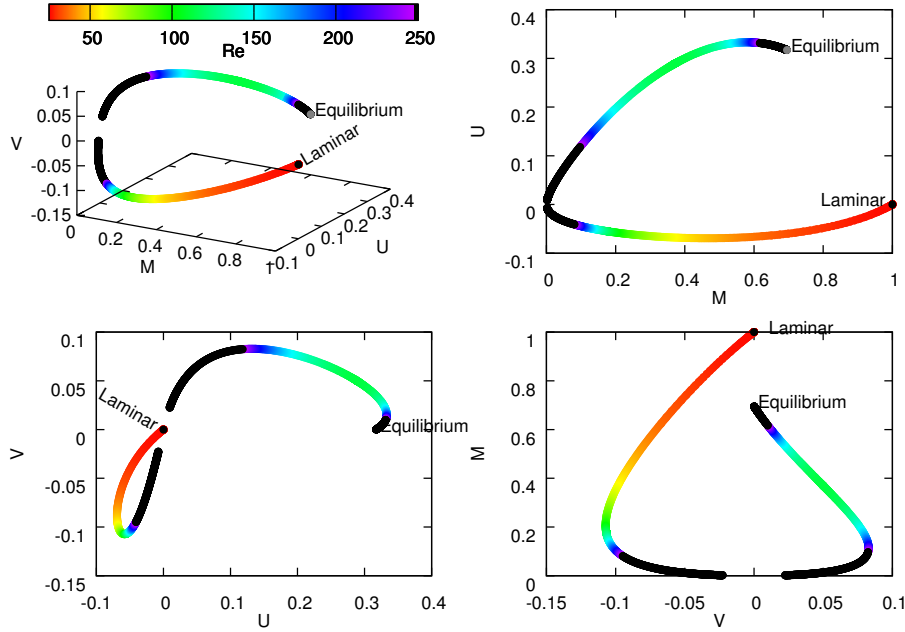 50 100 150 200 250
Re
0.1
0.05
0
-0.05
-0.1
-0.15
V
Equilibrium
Laminar
0.2 0.4 0.6 0.8 1
M
-0.1 0 0.1 0.2 0.3 0.4
U
0.4
0.3
0.2
0.1
0
-0.1
U
Equilibrium
Laminar
0 0.2 0.4 0.6 0.8 1
M
0.1
0.05
0
-0.05
-0.1
-0.15
V
Laminar
Equilibrium
-0.1 0 0.1 0.2 0.3 0.4
U
1
0.8
0.6
0.4
0.2
0
M
Laminar
Equilibrium
-0.15 -0.1 -0.05 0 0.05 0.1
V